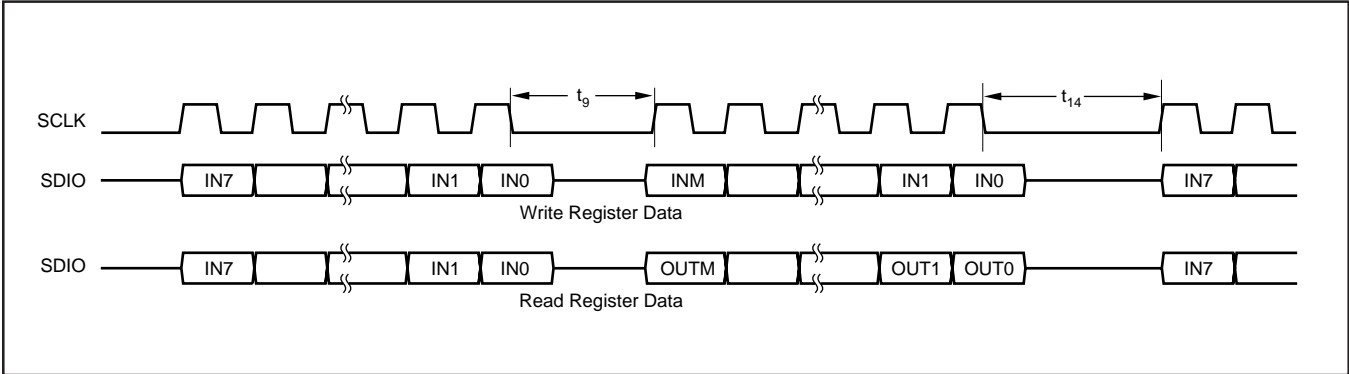 t9 t14
SCLK
SDIO IN7 IN1 IN0 INM IN1 IN0 IN7
Write Register Data
SDIO IN7 IN1 IN0 OUTM OUT1 OUT0 IN7
Read Register Data